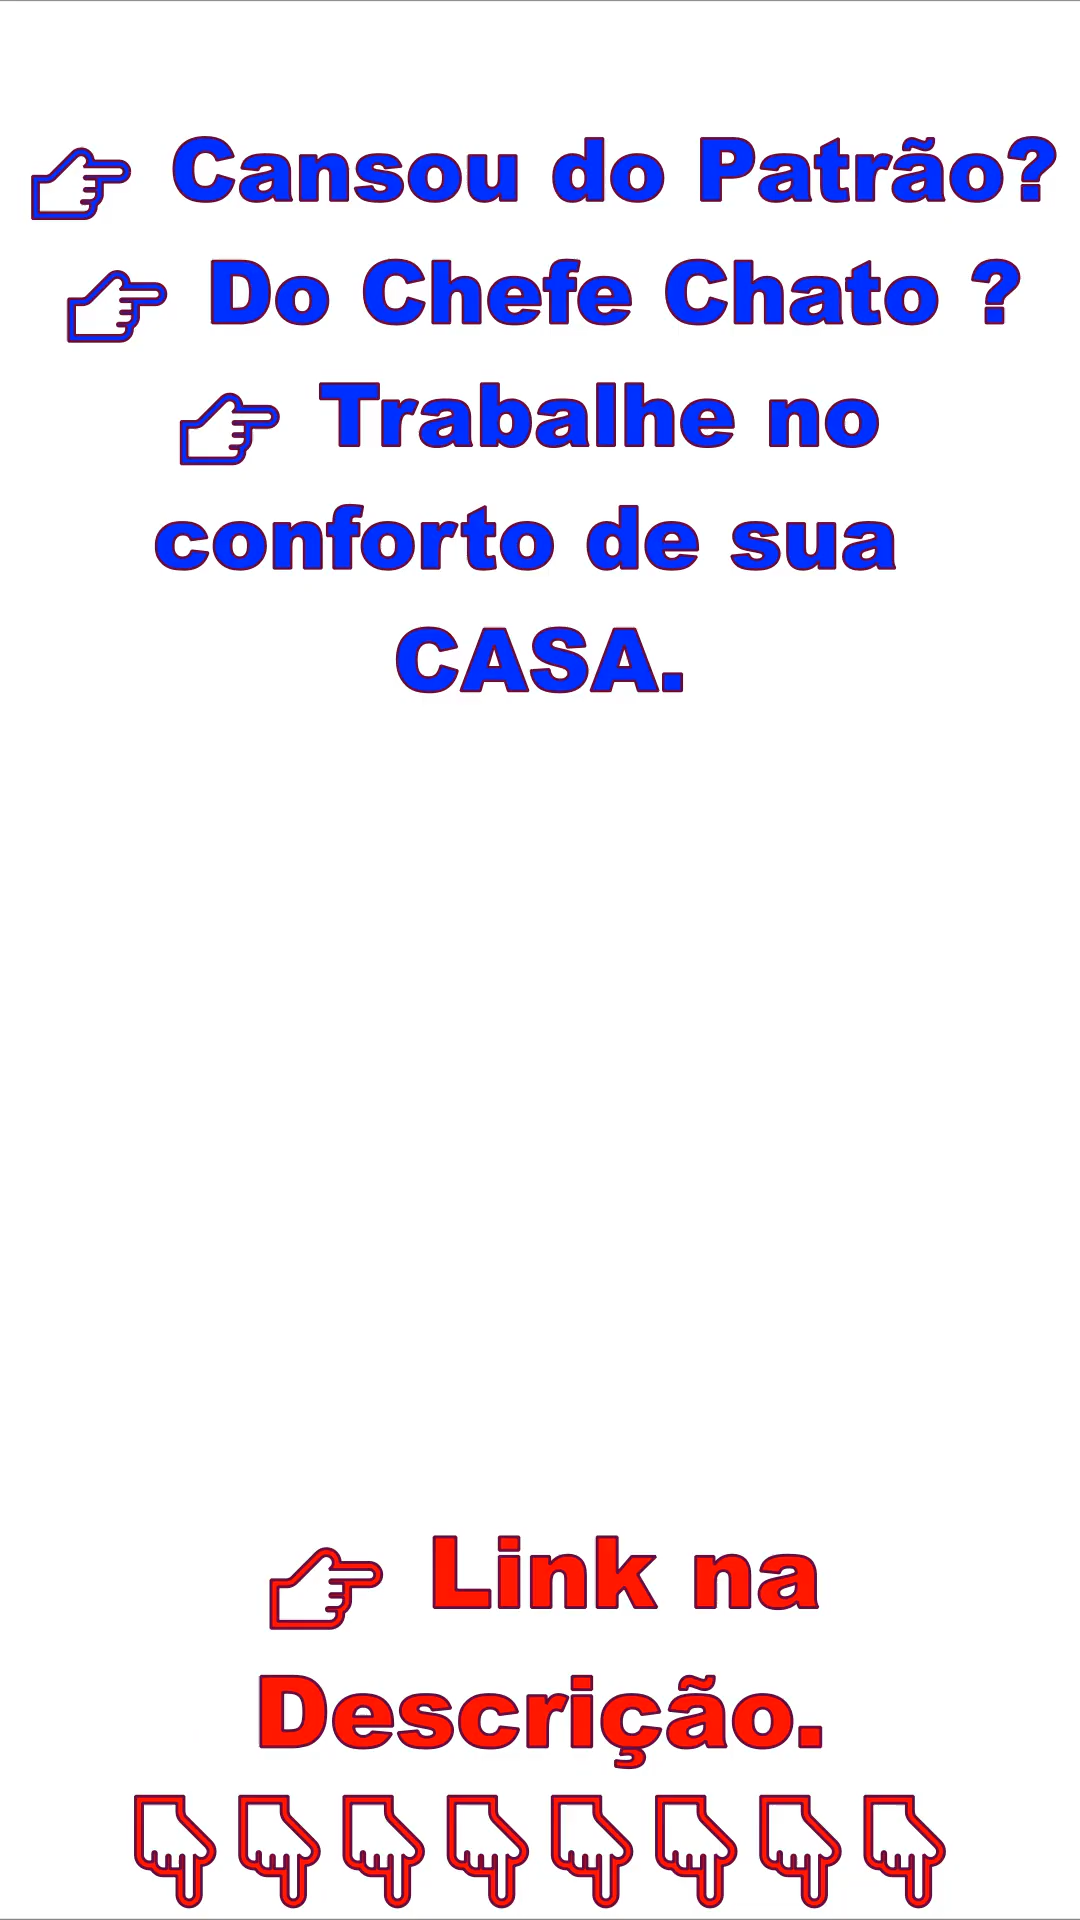 👉 Cansou do Patrão?
👉 Do Chefe Chato ?
👉 Trabalhe no
conforto de sua
CASA.
👉 Link na
Descrição.
👇👇👇👇👇👇👇👇